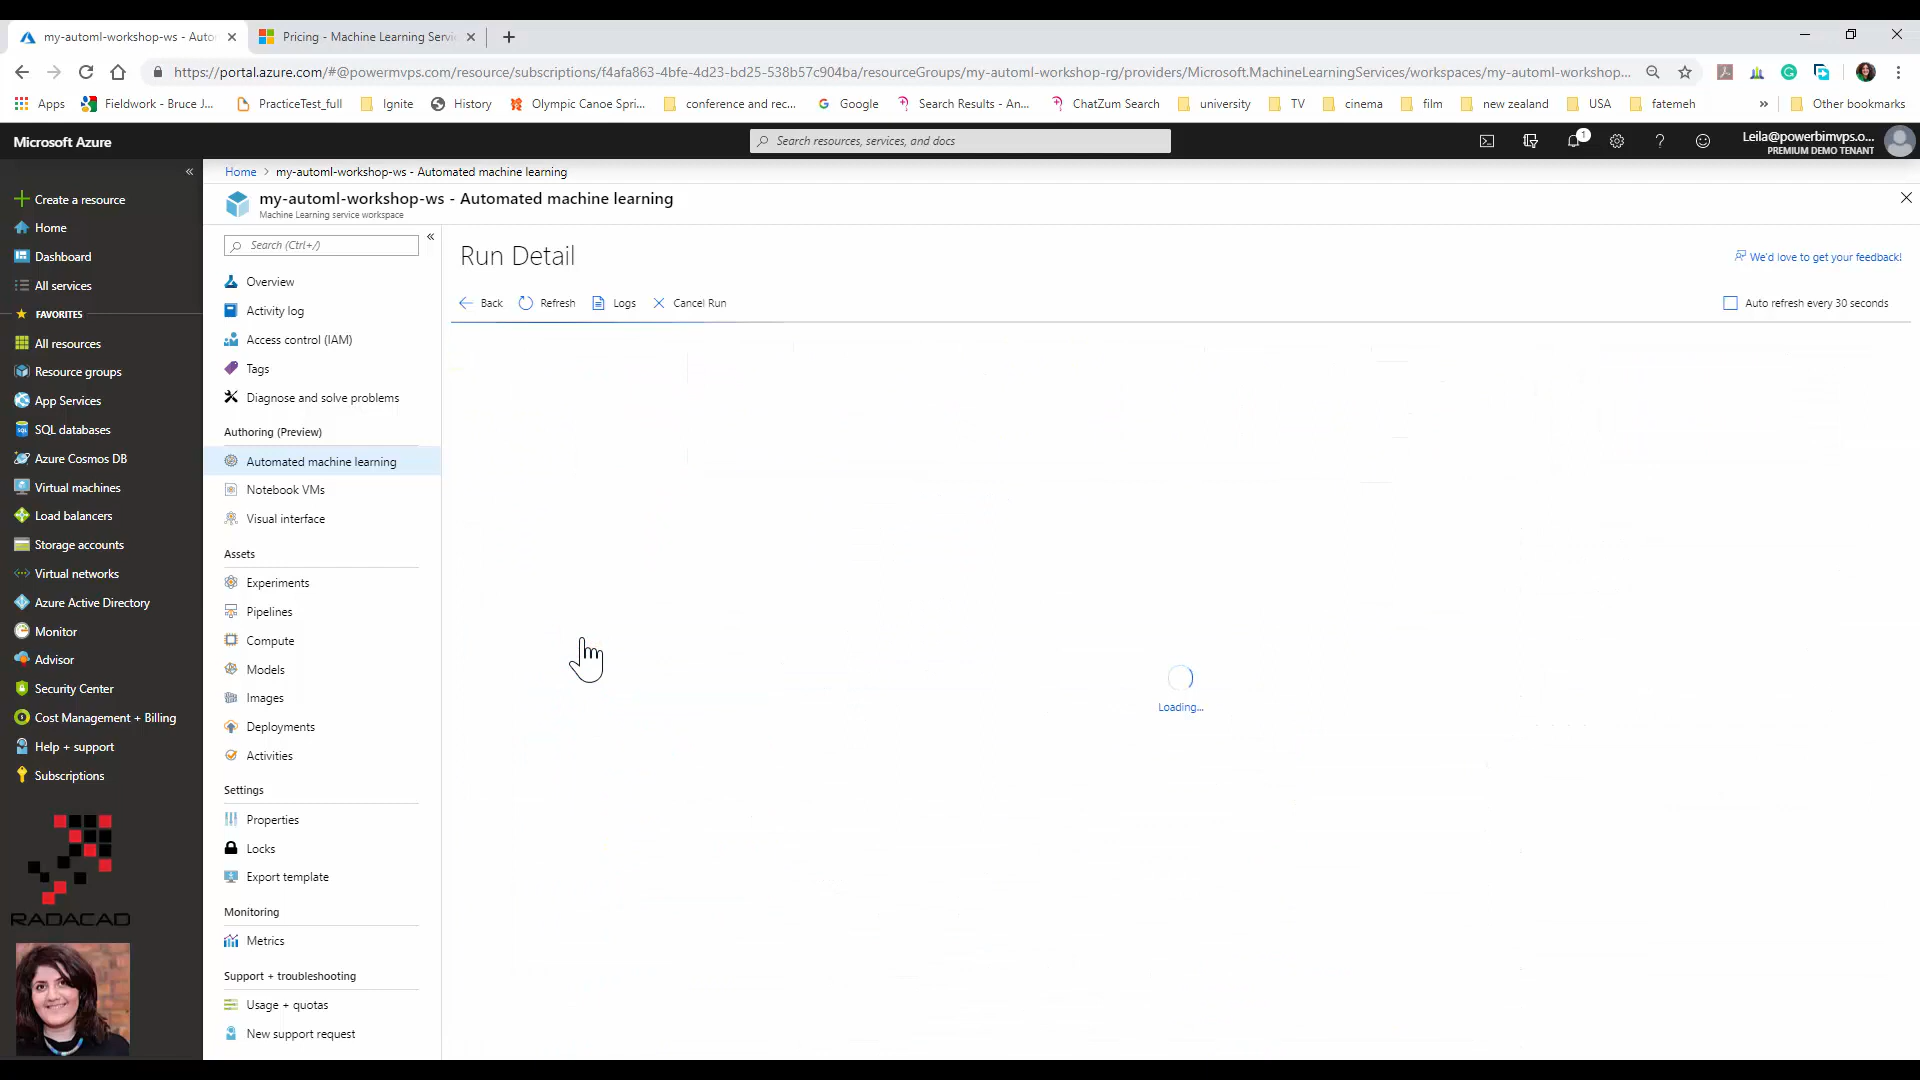 my-automl-workshop-ws - Auto
Pricing - Machine Learning Servi
https://portal.azure.com/#@powermvps.com/resource/subscriptions/f4afa863-4bfe-4d23-bd25-538b57c904ba/resourceGroups/my-automl-workshop-rg/providers/Microsoft.MachineLearningServices/workspaces/my-automl-workshop...
Apps
Fieldwork - Bruce J...
PracticeTest_full
Ignite
History
Olympic Canoe Spri...
conference and rec...
Google
Search Results - An...
ChatZum Search
university
TV
cinema
film
new zealand
USA
fatemeh
»
Other bookmarks
Microsoft Azure
Search resources, services, and docs
1
Leila@powerbimvps.o...
PREMIUM DEMO TENANT
Create a resource
Home
Dashboard
All services
FAVORITES
All resources
Resource groups
App Services
SQL databases
Azure Cosmos DB
Virtual machines
Load balancers
Storage accounts
Virtual networks
Azure Active Directory
Monitor
Advisor
Security Center
Cost Management + Billing
Help + support
Subscriptions
RADACAD
Home > my-automl-workshop-ws - Automated machine learning
my-automl-workshop-ws - Automated machine learning
Machine Learning service workspace
Search (Ctrl+/)
Overview
Activity log
Access control (IAM)
Tags
Diagnose and solve problems
Authoring (Preview)
Automated machine learning
Notebook VMs
Visual interface
Assets
Experiments
Pipelines
Compute
Models
Images
Deployments
Activities
Settings
Properties
Locks
Export template
Monitoring
Metrics
Support + troubleshooting
Usage + quotas
New support request
Run Detail
We'd love to get your feedback!
Back
Refresh
Logs
Cancel Run
Auto refresh every 30 seconds
Loading...